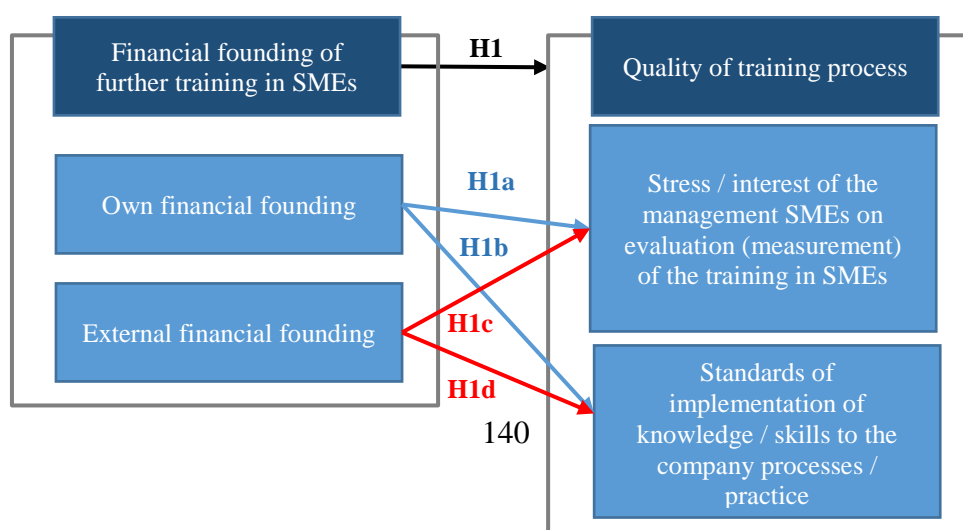 Financial founding of
further training in SMEs
H1
Quality of training process
Own financial founding
H1a
Stress / interest of the
management SMEs on
evaluation (measurement)
of the training in SMEs
H1b
External financial founding
H1c
H1d
Standards of
implementation of
knowledge / skills to the
company processes /
practice
140